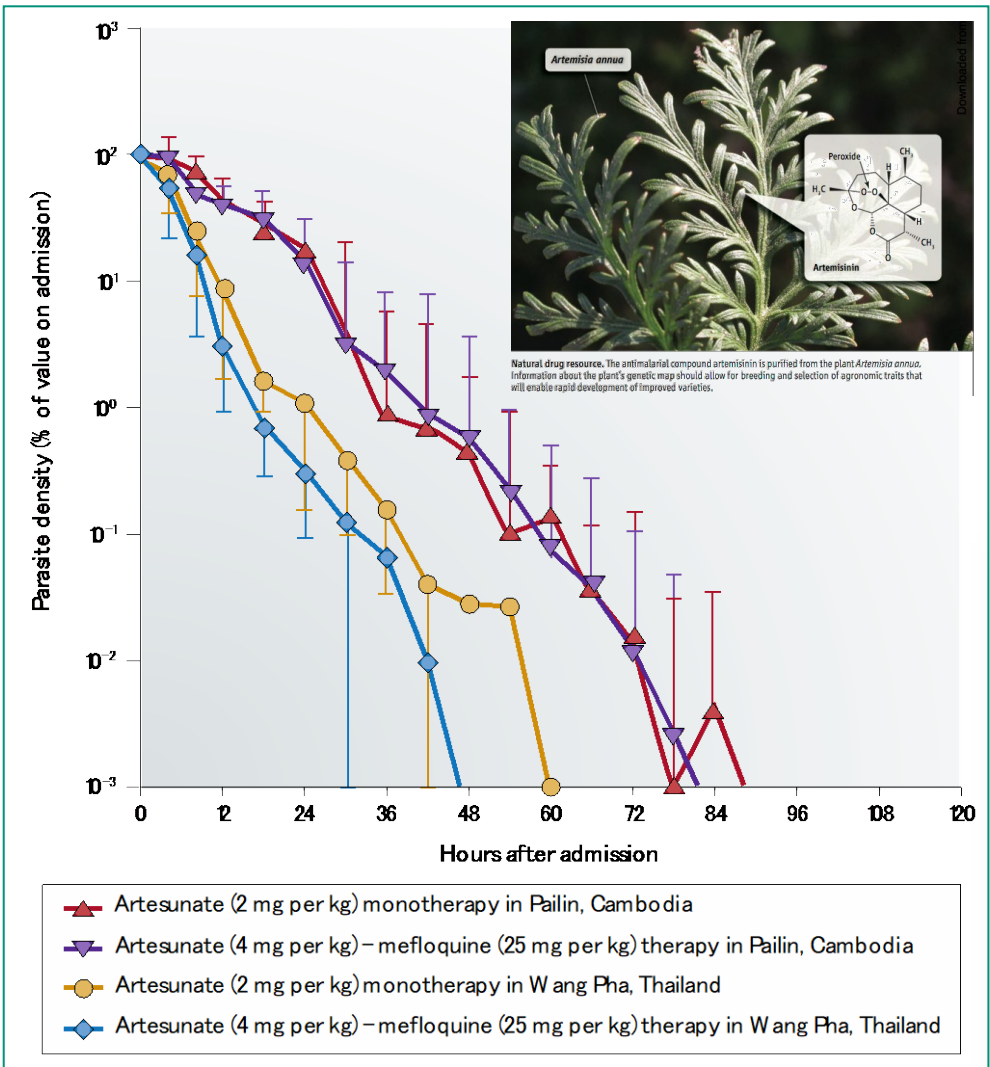 10³
10²
10¹
10⁰
10⁻¹
10⁻²
10⁻³
Parasite density (% of value on admission)
0 12 24 36 48 60 72 84 96 108 120
Hours after admission
Artemisia annua
Downloaded from
Peroxide
H
CH₃
H₃C
O
O
O
H
O
CH₃
O
Artemisinin
Natural drug resource. The antimalarial compound artemisinin is purified from the plant Artemisia annua.
Information about the plant's genetic map should allow for breeding and selection of agronomic traits that
will enable rapid development of improved varieties.
Artesunate (2 mg per kg) monotherapy in Pailin, Cambodia
Artesunate (4 mg per kg)–mefloquine (25 mg per kg) therapy in Pailin, Cambodia
Artesunate (2 mg per kg) monotherapy in Wang Pha, Thailand
Artesunate (4 mg per kg)–mefloquine (25 mg per kg) therapy in Wang Pha, Thailand